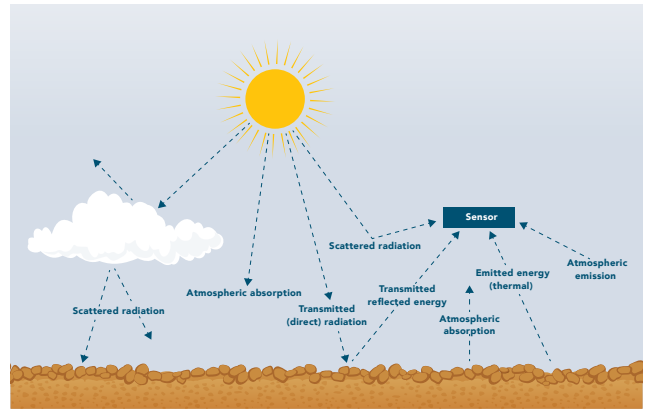 Sensor
Scattered radiation
Atmospheric
emission
Emitted energy
(thermal)
Transmitted
reflected energy
Atmospheric absorption
Transmitted
(direct) radiation
Scattered radiation
Atmospheric
absorption